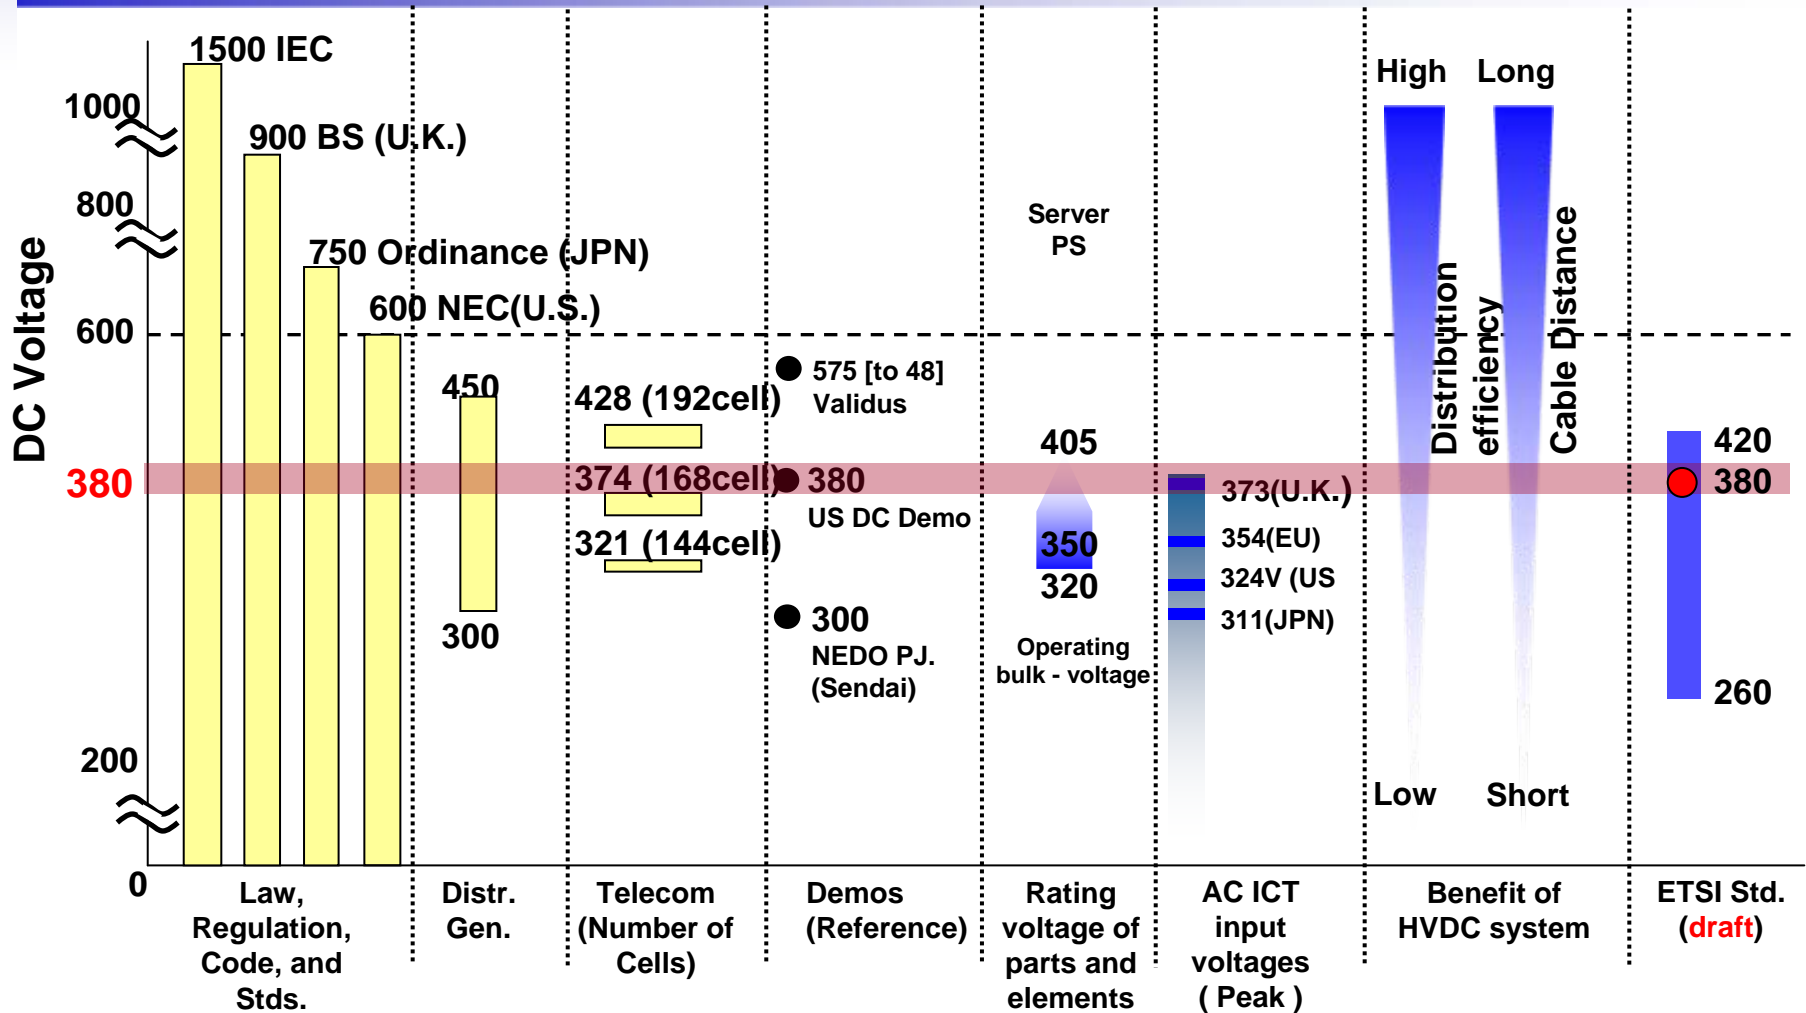 1500 IEC
High Long
1000
900 BS (U.K.)
800
Server
PS
750 Ordinance (JPN)
600 NEC(U.S.)
600
DC Voltage
450
428 (192cell)
575 [to 48]
Validus
405
Distribution
efficiency
Cable Distance
420
380
374 (168cell)
380
US DC Demo
373(U.K.)
380
321 (144cell)
350
320
354(EU)
324V (US
311(JPN)
300
300
NEDO PJ.
(Sendai)
Operating
bulk - voltage
260
200
Low Short
0
Law,
Regulation,
Code, and
Stds.
Distr.
Gen.
Telecom
(Number of
Cells)
Demos
(Reference)
Rating
voltage of
parts and
elements
AC ICT
input
voltages
( Peak )
Benefit of
HVDC system
ETSI Std.
(draft)